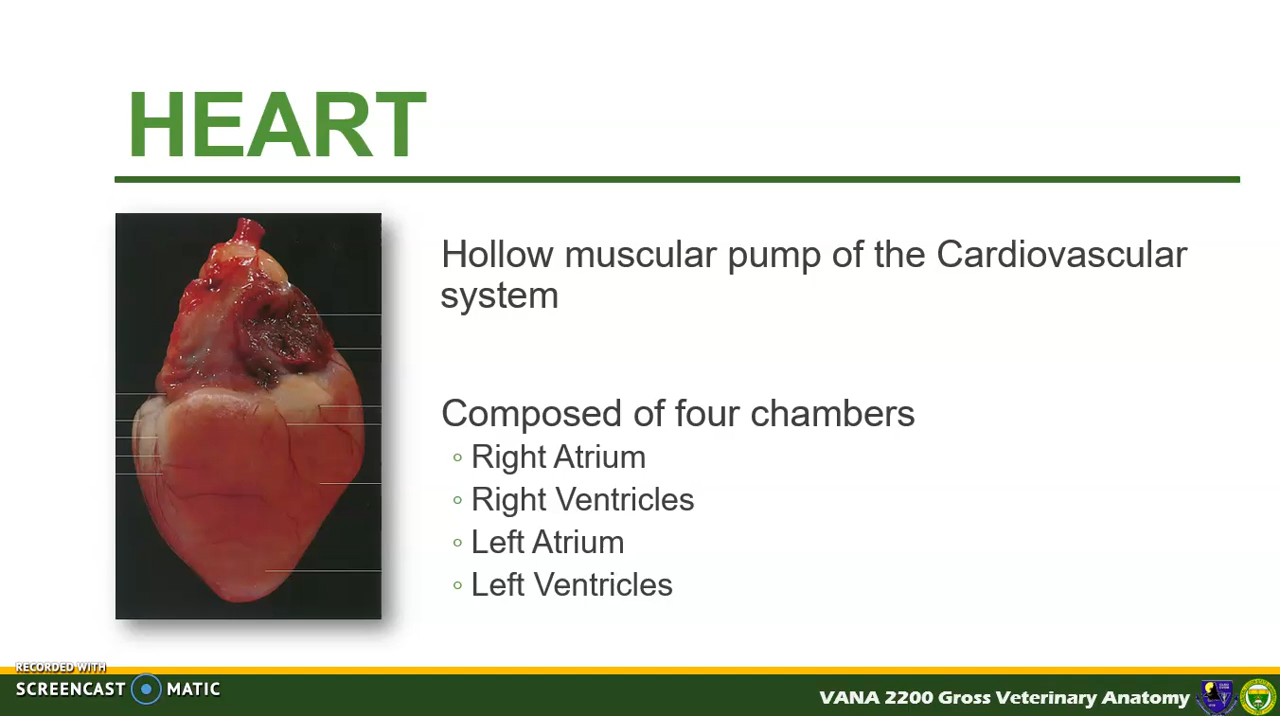 HEART
Hollow muscular pump of the Cardiovascular
system
Composed of four chambers
◦ Right Atrium
◦ Right Ventricles
◦ Left Atrium
◦ Left Ventricles
RECORDED WITH
SCREENCAST MATIC
VANA 2200 Gross Veterinary Anatomy